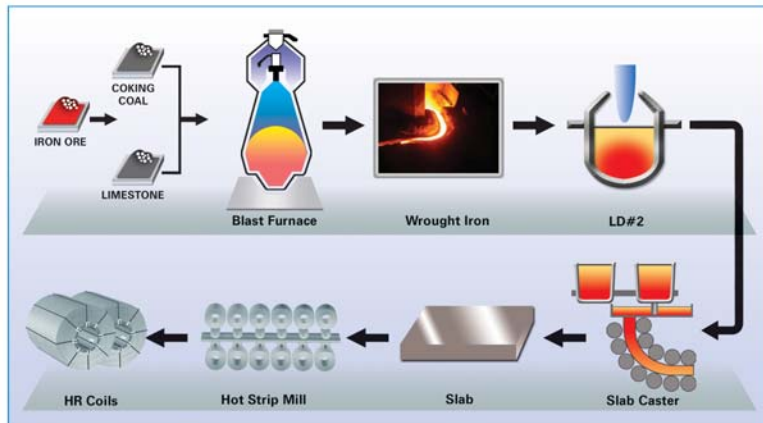 COKING
COAL
IRON ORE
LIMESTONE
Blast Furnace
Wrought Iron
LD#2
HR Coils
Hot Strip Mill
Slab
Slab Caster